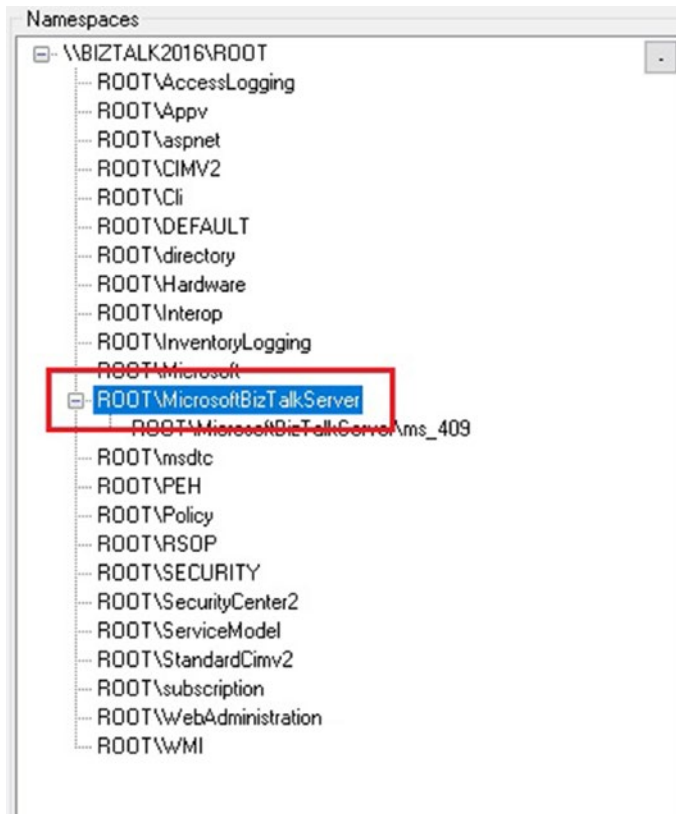 Namespaces
\\BIZTALK2016\ROOT
.
ROOT\AccessLogging
ROOT\Appv
ROOT\aspnet
ROOT\CIMV2
ROOT\Cli
ROOT\DEFAULT
ROOT\directory
ROOT\Hardware
ROOT\Interop
ROOT\InventoryLogging
ROOT\Microsoft
ROOT\MicrosoftBizTalkServer
ROOT\MicrosoftBizTalkServer\ms_409
ROOT\msdtc
ROOT\PEH
ROOT\Policy
ROOT\RSOP
ROOT\SECURITY
ROOT\SecurityCenter2
ROOT\ServiceModel
ROOT\StandardCimv2
ROOT\subscription
ROOT\WebAdministration
ROOT\WMI